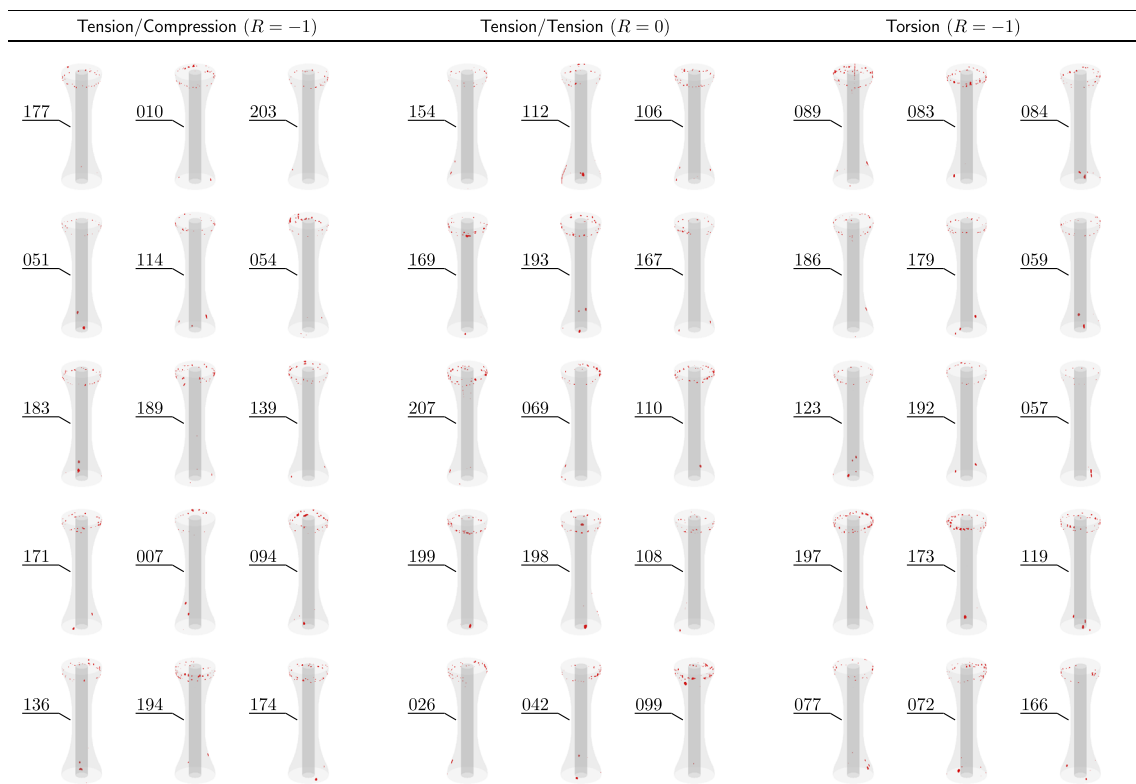 Tension/Compression (R = −1) Tension/Tension (R = 0) Torsion (R = −1)
177 010 203 154 112 106 089 083 084
051 114 054 169 193 167 186 179 059
183 189 139 207 069 110 123 192 057
171 007 094 199 198 108 197 173 119
136 194 174 026 042 099 077 072 166